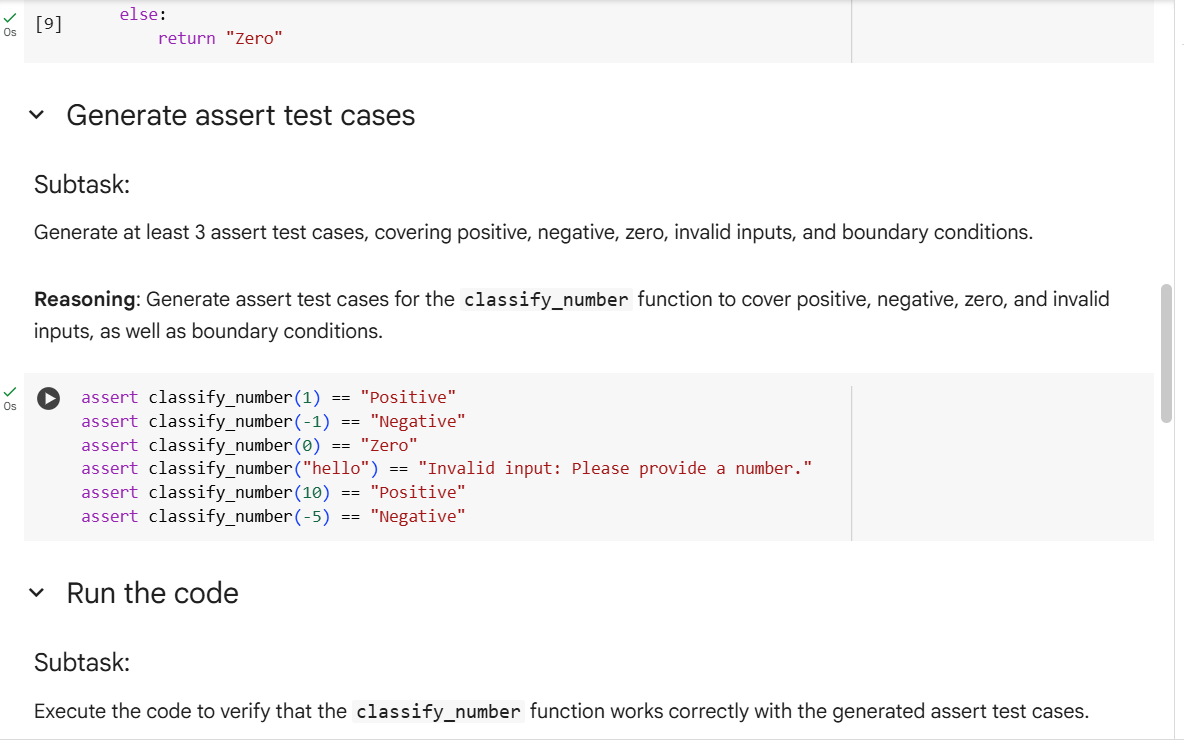 else:
0s [9]
return "Zero"
Generate assert test cases
Subtask:
Generate at least 3 assert test cases, covering positive, negative, zero, invalid inputs, and boundary conditions.
Reasoning: Generate assert test cases for the classify_number function to cover positive, negative, zero, and invalid
inputs, as well as boundary conditions.
assert classify_number(1) == "Positive"
0s
assert classify_number(-1) == "Negative"
assert classify_number(0) == "Zero"
assert classify_number("hello") == "Invalid input: Please provide a number."
assert classify_number(10) == "Positive"
assert classify_number(-5) == "Negative"
Run the code
Subtask:
Execute the code to verify that the classify_number function works correctly with the generated assert test cases.